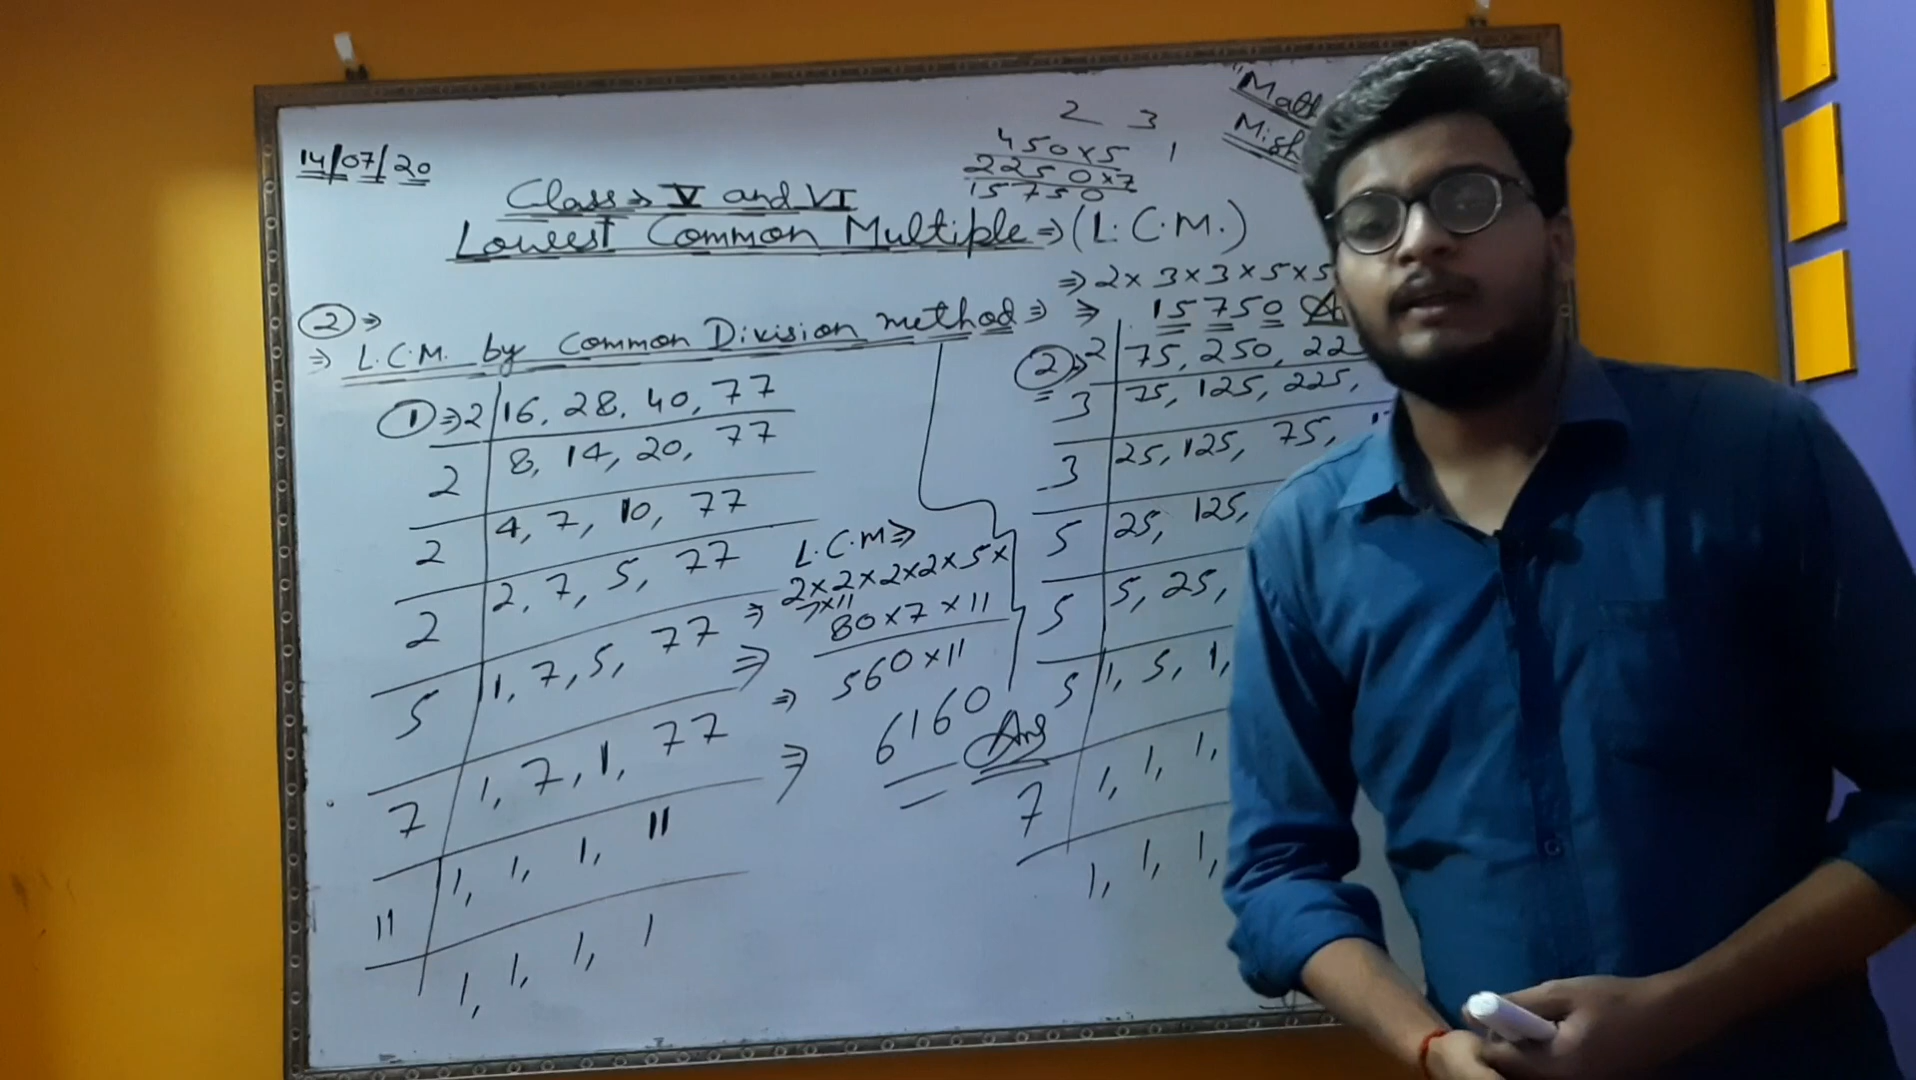 14/07/20
2 3
450×5 1
2250×7
15750
"Math
Mish
Class → V and VI
Lowest Common Multiple ⇒ (L.C.M.)
② ⇒
⇒ L.C.M. by Common Division method ⇒
① ⇒ 2 | 16, 28, 40, 77
2 | 8, 14, 20, 77
2 | 4, 7, 10, 77
2 | 2, 7, 5, 77
5 | 1, 7, 5, 77
7 | 1, 7, 1, 77
11 | 1, 1, 1, 11
1, 1, 1, 1
L.C.M ⇒
⇒ 2×2×2×2×5×
7×11
⇒ 80×7×11
⇒ 560×11
⇒ 6160 Ans
⇒ 2×3×3×5×5
⇒ 15750
② ⇒ 2 | 75, 250, 22
3 | 75, 125, 225,
3 | 25, 125, 75,
5 | 25, 125,
5 | 5, 25,
5 | 1, 5, 1,
7 | 1, 1, 1,
1, 1, 1,